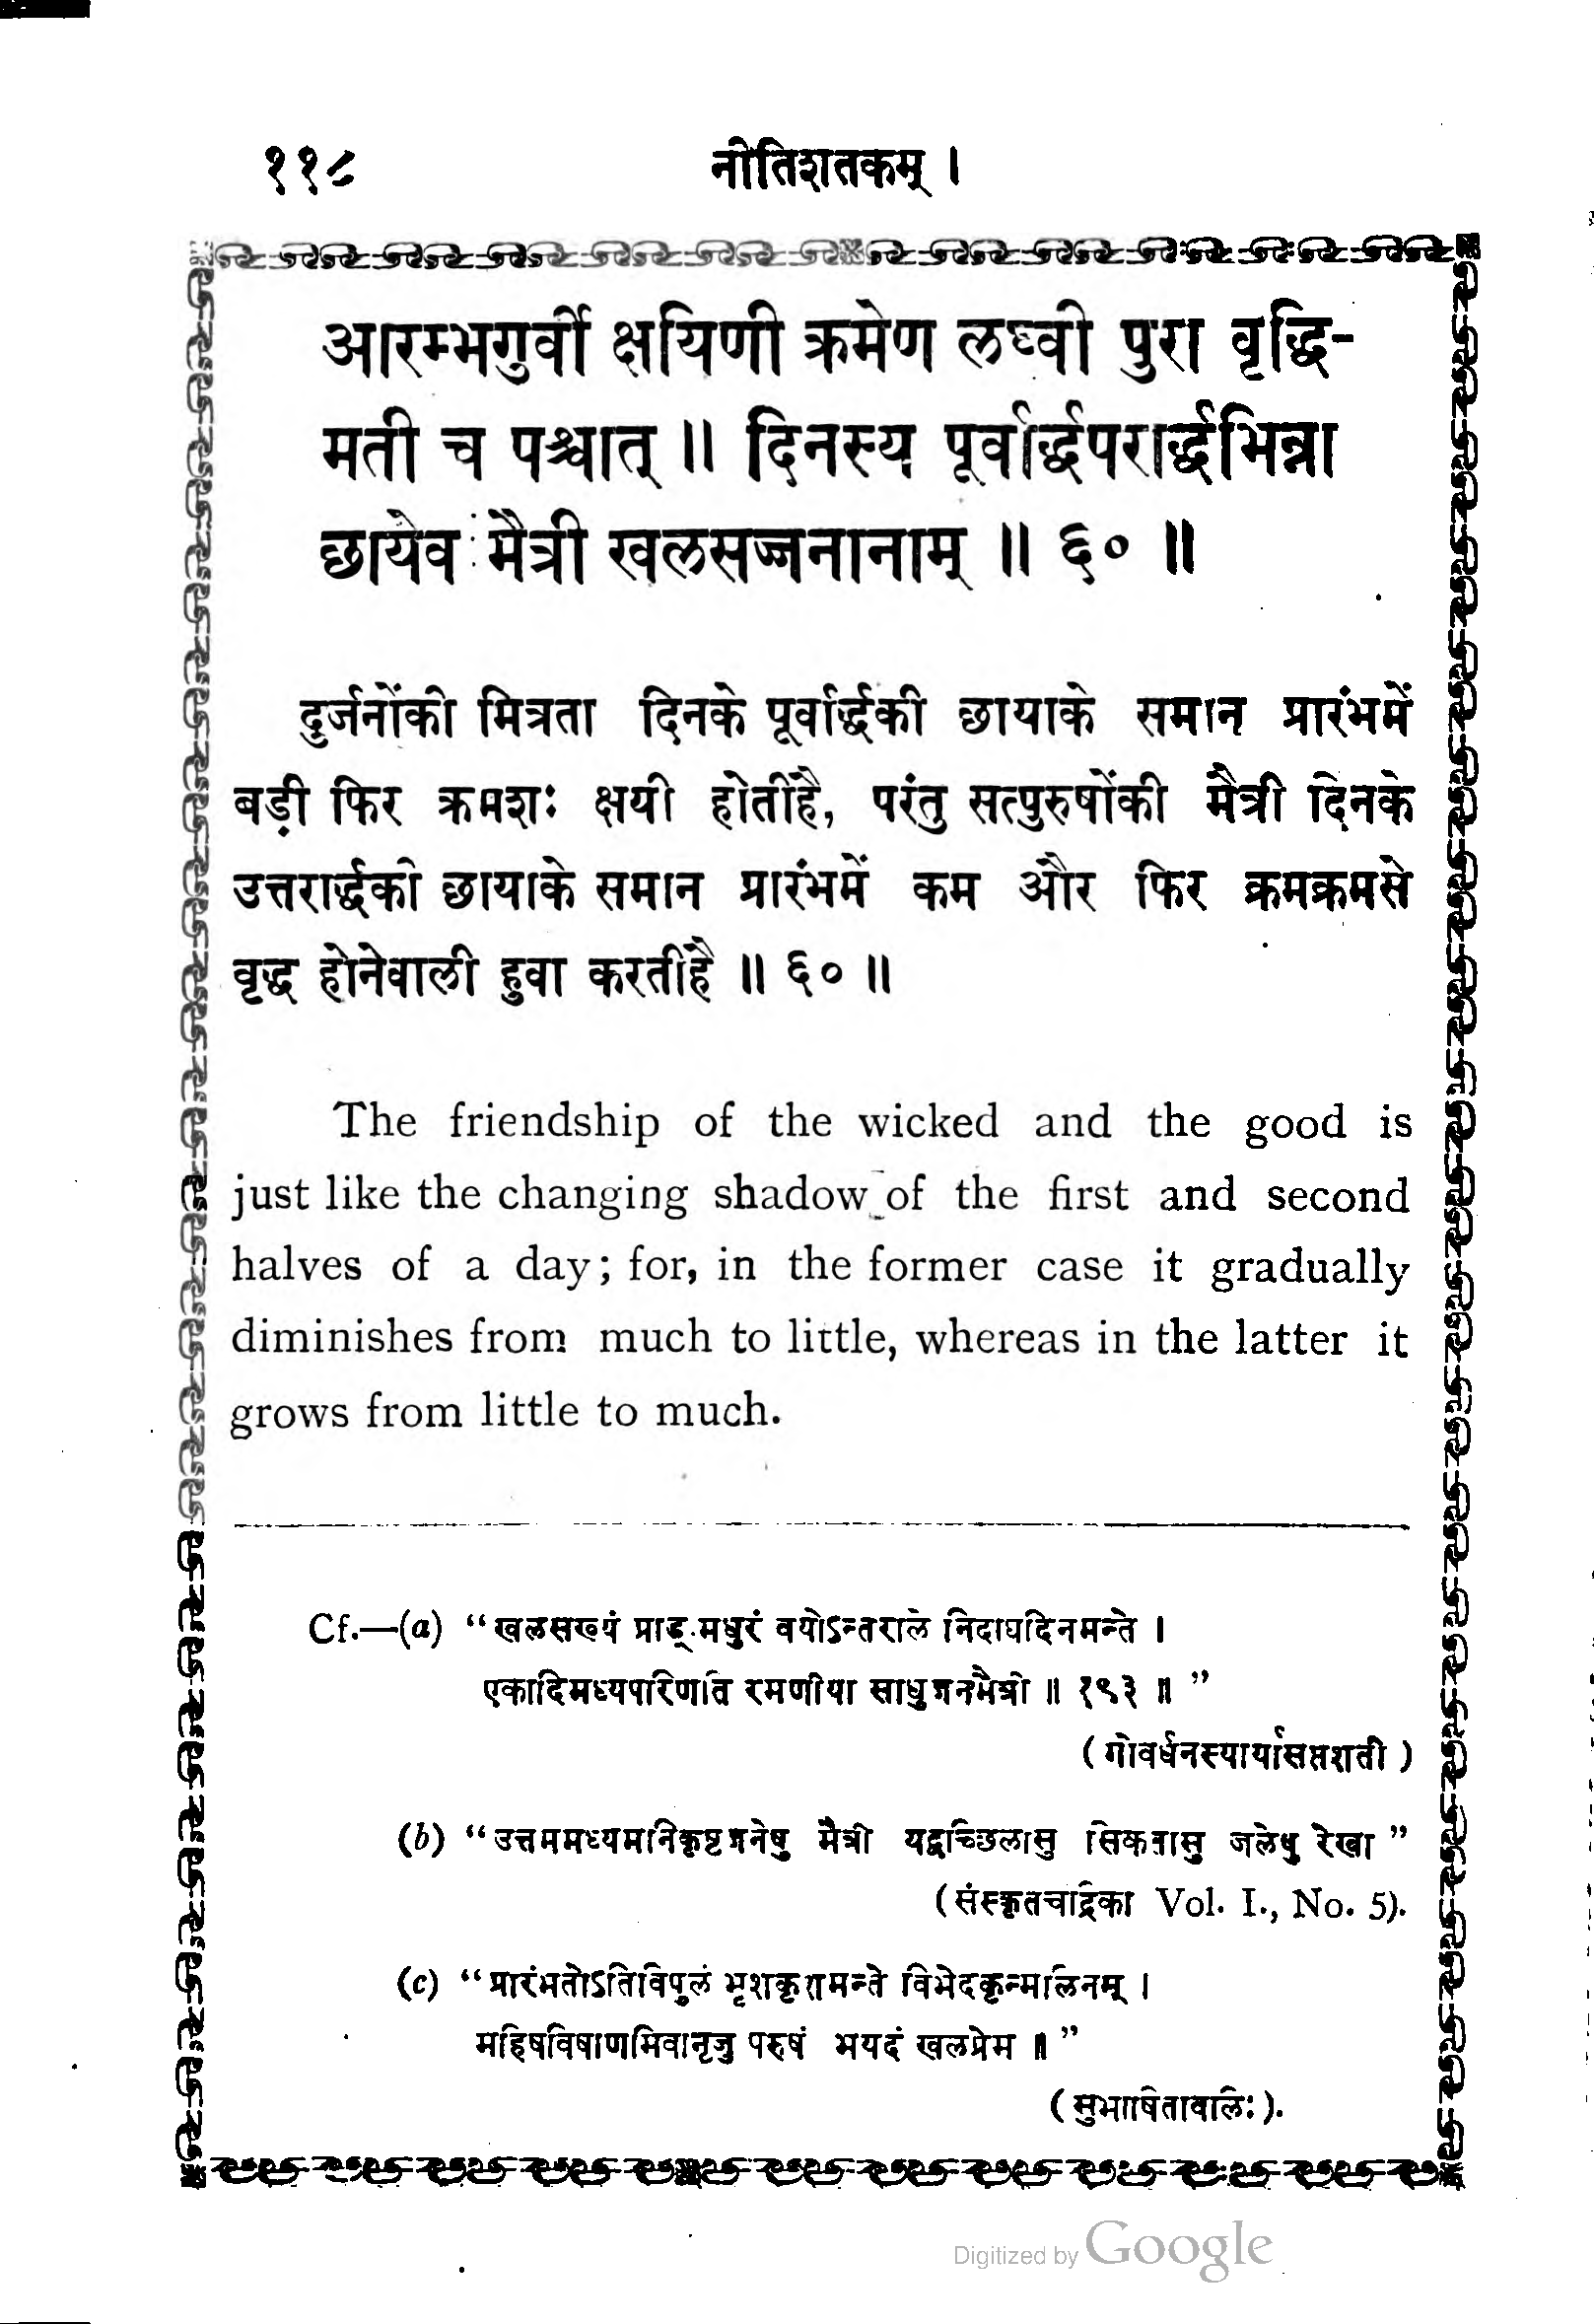 ११८ नीतिशतकम् ।
आरम्भगुर्वी क्षयिणी क्रमेण लघ्वी पुरा वृद्धि-
मती च पश्चात् ॥ दिनस्य पूर्वार्द्धपरार्द्धभिन्ना
छायेव मैत्री खलसज्जनानाम् ॥ ६० ॥
दुर्जनोंकी मित्रता दिनके पूर्वार्द्धकी छायाके समान प्रारंभमें
बड़ी फिर क्रमशः क्षयी होतीहै, परंतु सत्पुरुषोंकी मैत्री दिनके
उत्तरार्द्धकी छायाके समान प्रारंभमें कम और फिर क्रमक्रमसे
वृद्ध होनेवाली हुवा करतीहै ॥ ६० ॥
The friendship of the wicked and the good is
just like the changing shadow of the first and second
halves of a day; for, in the former case it gradually
diminishes from much to little, whereas in the latter it
grows from little to much.
Cf.—(a) “खलसख्यं प्राङ् मधुरं वयोऽन्तराले निदाघदिनमन्ते ।
एकादिमध्यपरिणति रमणीया साधुजनमैत्री ॥ १९३ ॥”
( गोवर्धनस्यार्यासप्तशती )
(b) “उत्तममध्यमनिकृष्टजनेषु मैत्री यद्वच्छिलासु सिकतासु जलेषु रेखा”
(संस्कृतचंद्रिका Vol. I., No. 5).
(c) “प्रारंभतोऽतिविपुलं भृशकृशमन्ते विभेदकृन्मलिनम् ।
महिषविषाणमिवानृजु परुषं भयदं खलप्रेम ॥”
( सुभाषितावलिः ).
Digitized by Google